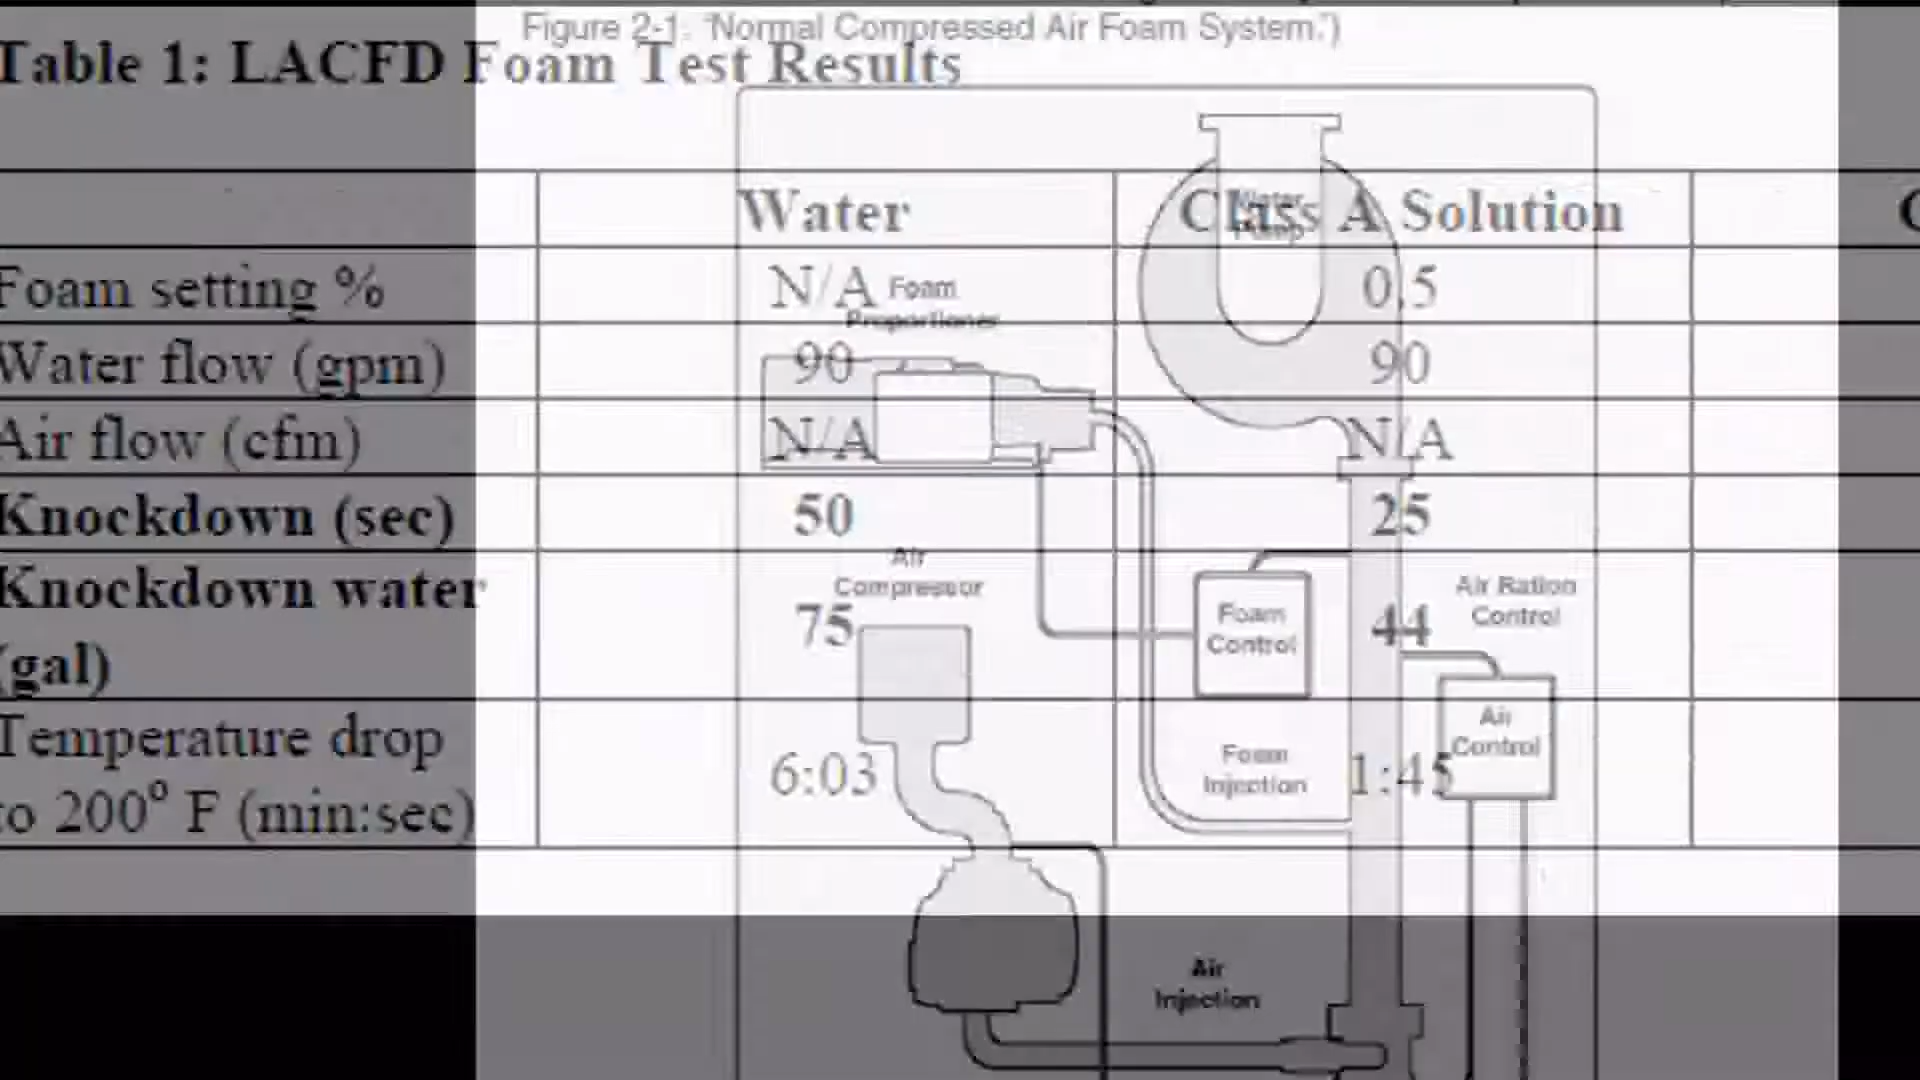 Figure 2-1: "Normal Compressed Air Foam System.")
Table 1: LACFD Foam Test Results
Water
Class A Solution
Water
Pump
Foam setting %
N/A
0.5
Foam
Proportioner
Water flow (gpm)
90
90
Air flow (cfm)
N/A
N/A
Knockdown (sec)
50
25
Air
Compressor
Knockdown water
(gal)
75
44
Foam
Control
Air Ration
Control
Air
Control
Temperature drop
to 200° F (min:sec)
6:03
1:45
Foam
Injection
Air
Injection